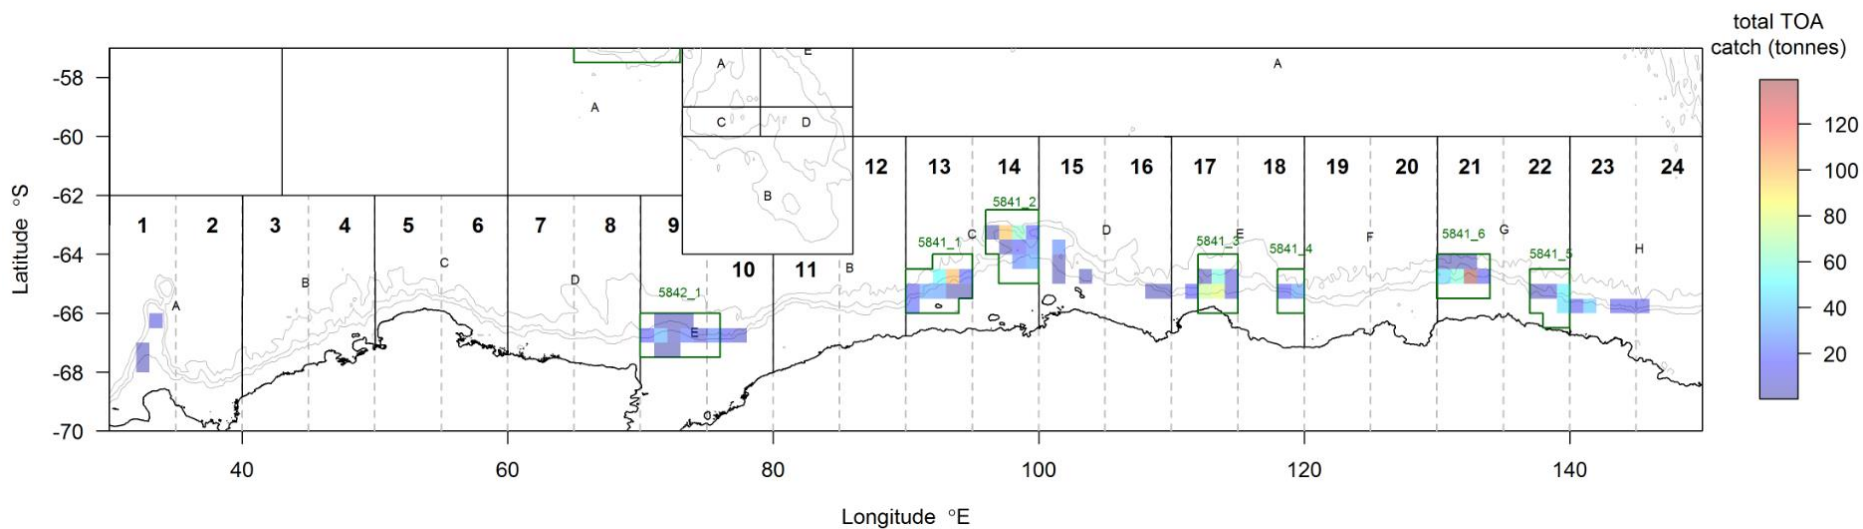 total TOA
catch (tonnes)
-58
-60
-62
-64
-66
-68
-70
Latitude °S
A
A
E
C
D
B
A
1
2
3
4
5
6
7
8
9
10
11
12
13
14
15
16
17
18
19
20
21
22
23
24
A
B
C
D
E
B
C
D
E
F
G
H
5842_1
5841_1
5841_2
5841_3
5841_4
5841_6
5841_5
120
100
80
60
40
20
40
60
80
100
120
140
Longitude °E